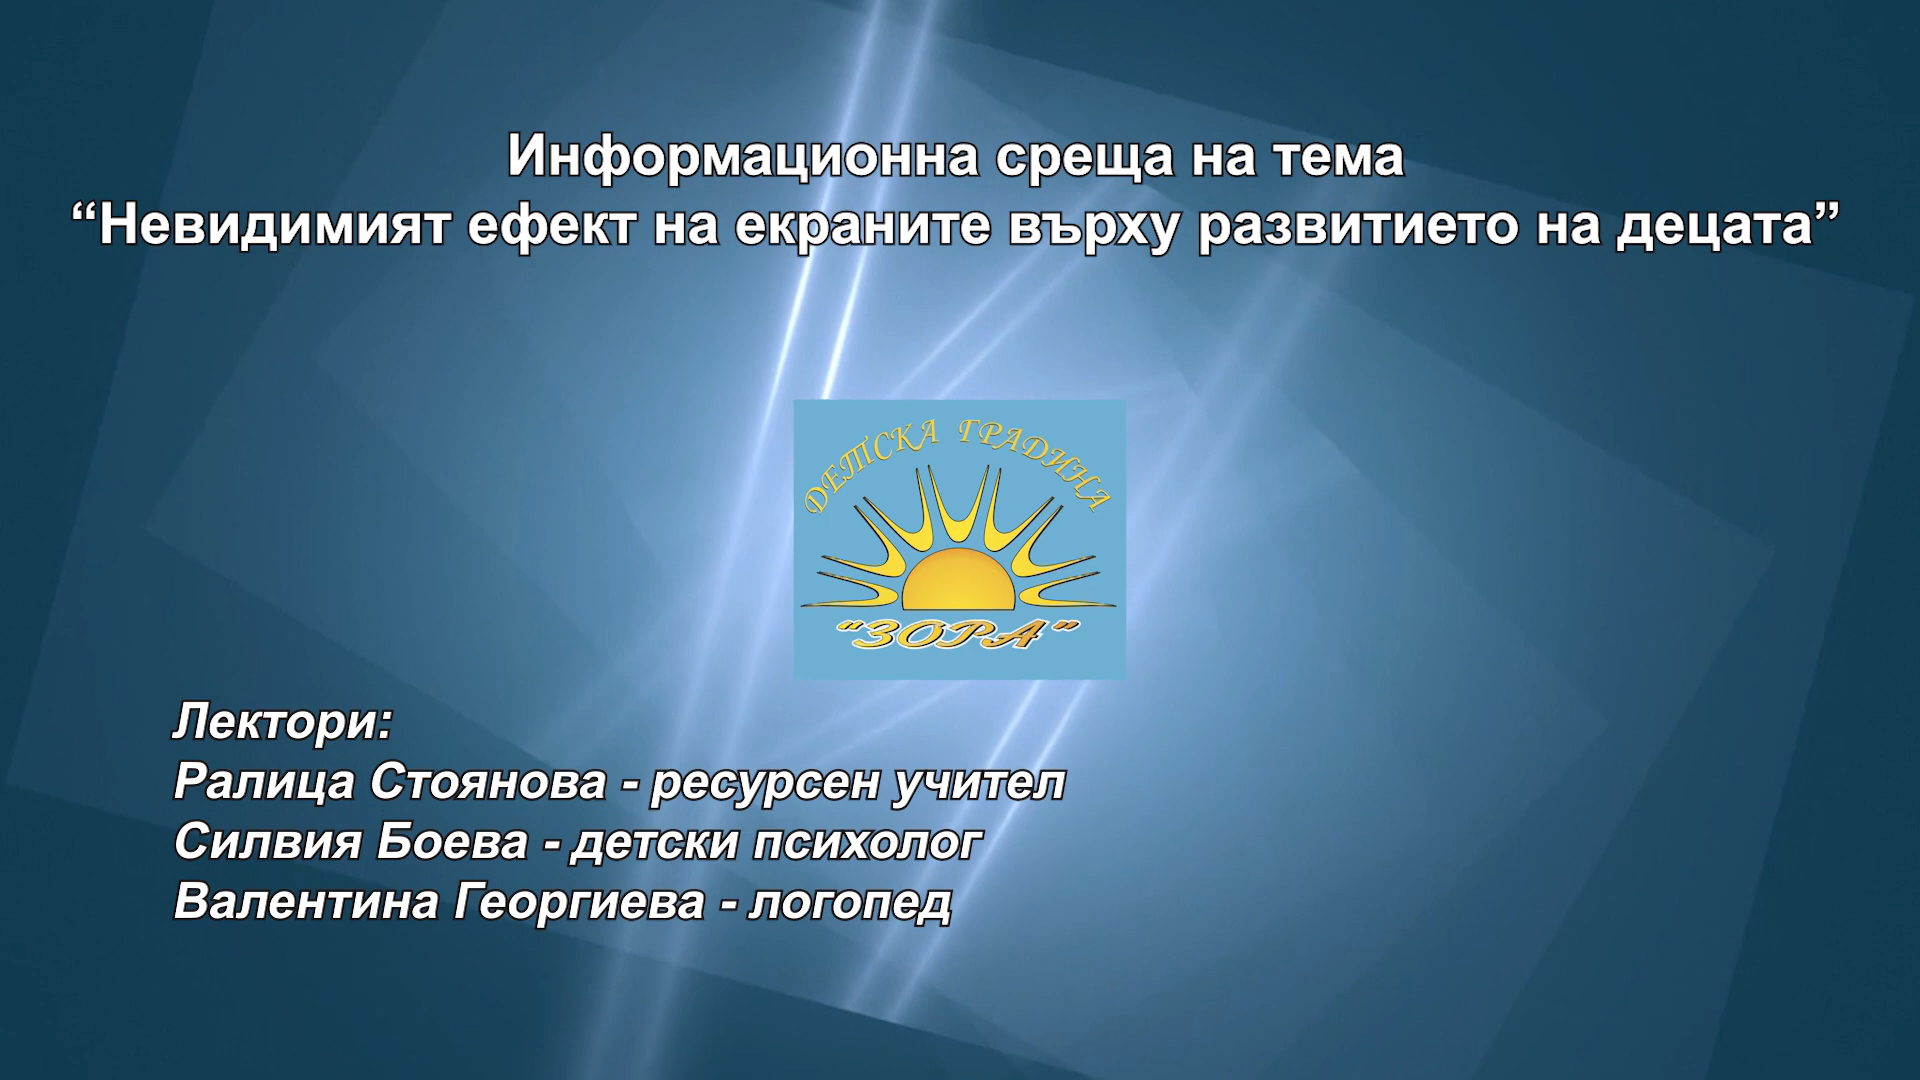 Информационна среща на тема
“Невидимият ефект на екраните върху развитието на децата”
ДЕТСКА ГРАДИНА
“ЗОРА”
Лектори:
Ралица Стоянова - ресурсен учител
Силвия Боева - детски психолог
Валентина Георгиева - логопед